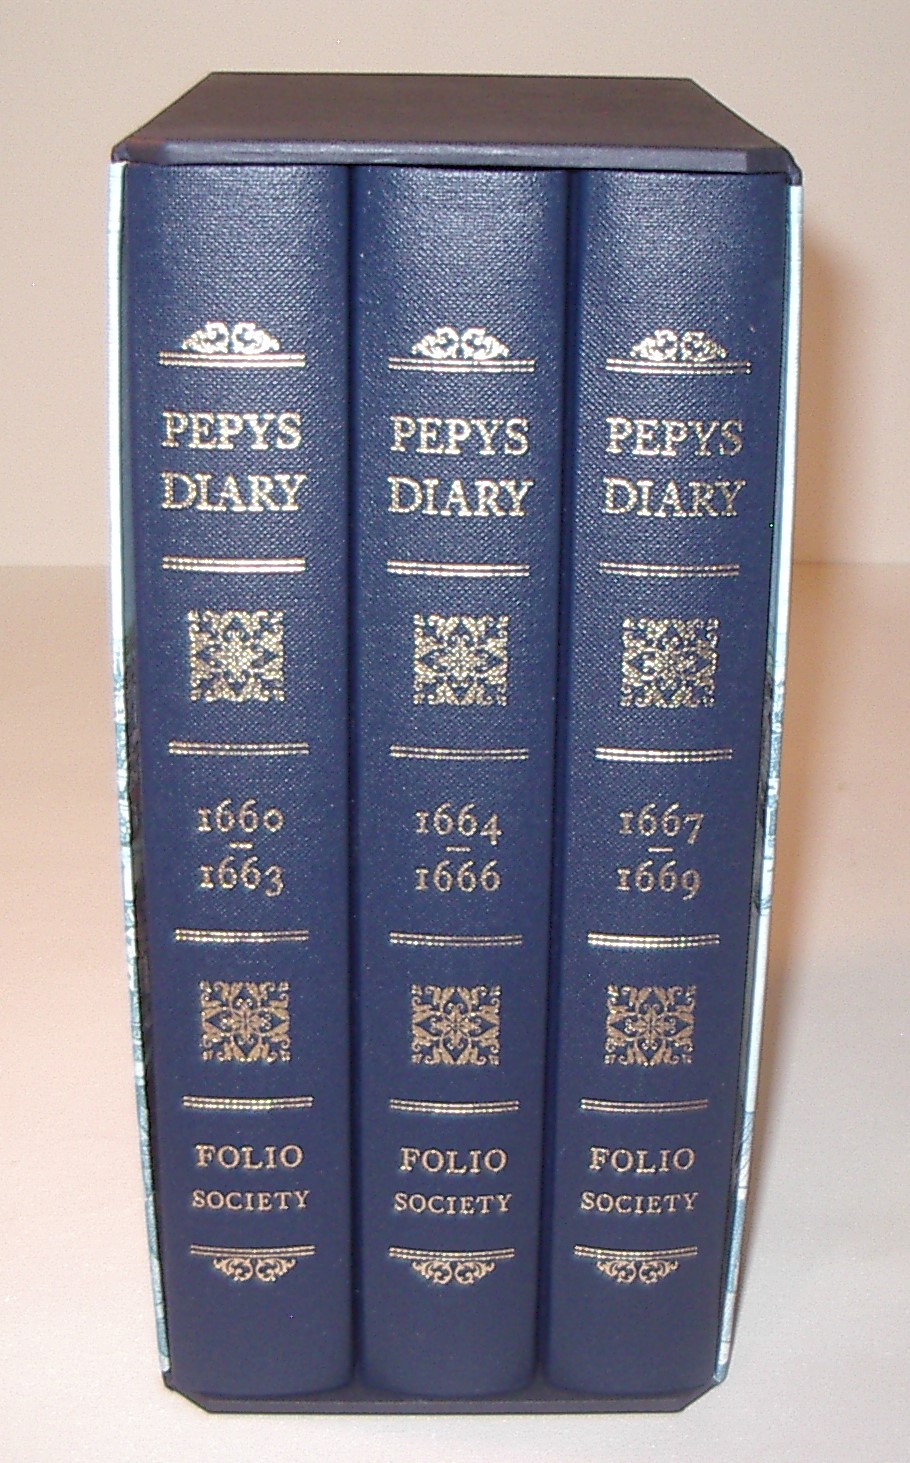 PEPYS
DIARY
1660
–
1663
FOLIO
SOCIETY
PEPYS
DIARY
1664
–
1666
FOLIO
SOCIETY
PEPYS
DIARY
1667
–
1669
FOLIO
SOCIETY